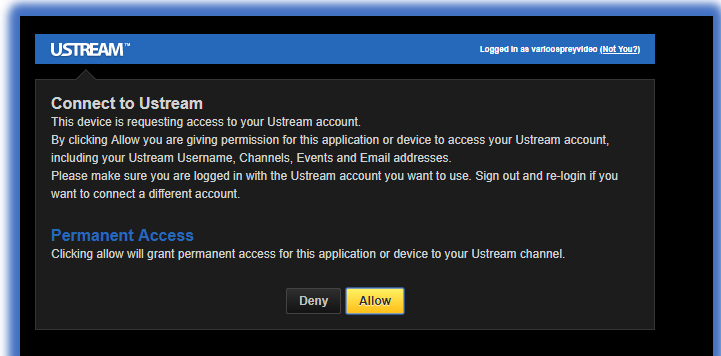 USTREAM™
Logged in as varioospreyvideo (Not You?)
Connect to Ustream
This device is requesting access to your Ustream account.
By clicking Allow you are giving permission for this application or device to access your Ustream account,
including your Ustream Username, Channels, Events and Email addresses.
Please make sure you are logged in with the Ustream account you want to use. Sign out and re-login if you
want to connect a different account.
Permanent Access
Clicking allow will grant permanent access for this application or device to your Ustream channel.
Deny Allow